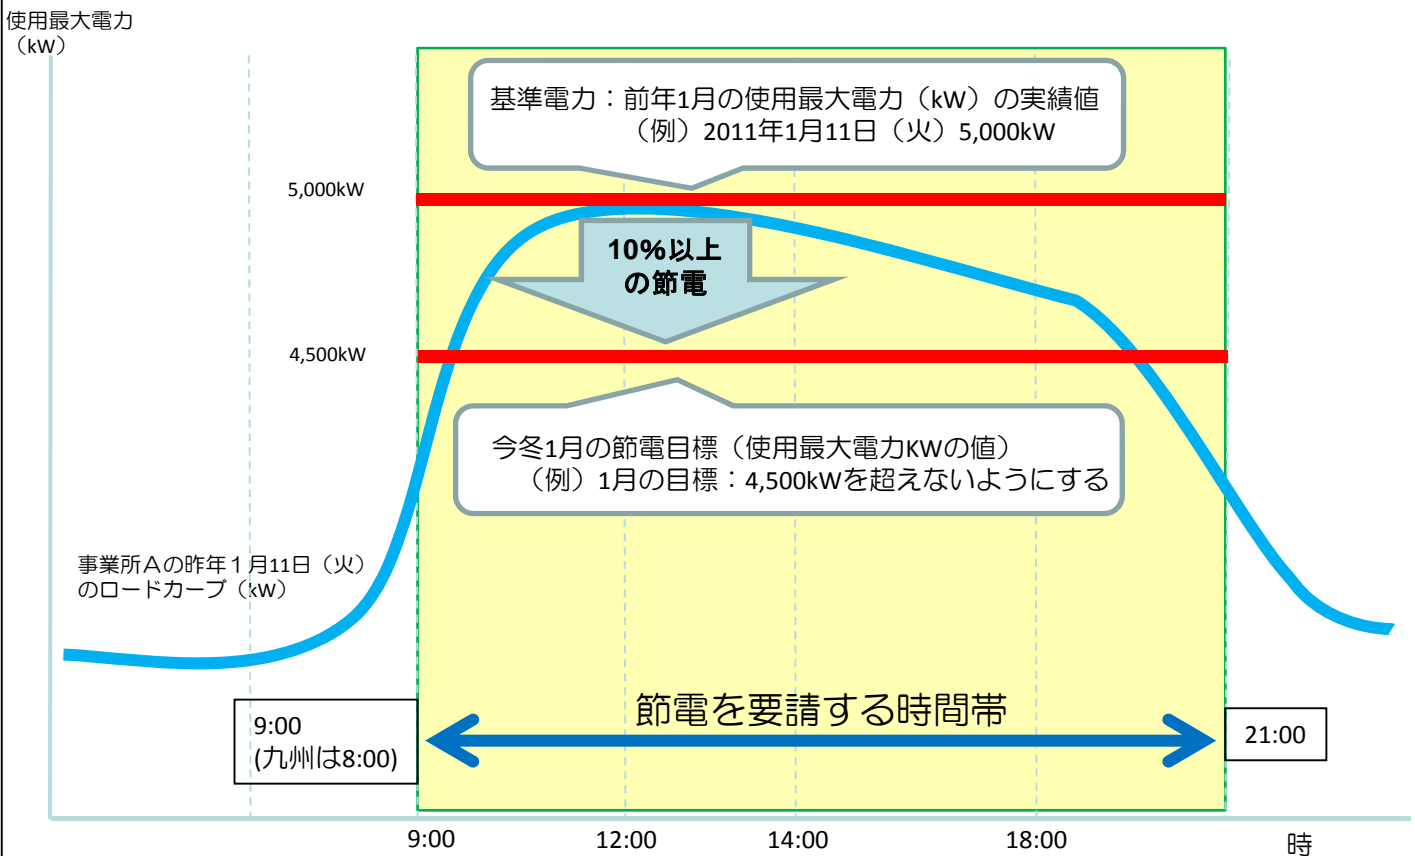 使用最大電力
（kW）
基準電力：前年1月の使用最大電力（kW）の実績値
（例）2011年1月11日（火）5,000kW
5,000kW
10%以上
の節電
4,500kW
今冬1月の節電目標（使用最大電力KWの値）
（例）1月の目標：4,500kWを超えないようにする
事業所Ａの昨年１月11日（火）
のロードカーブ（kW）
節電を要請する時間帯
9:00
(九州は8:00)
21:00
9:00
12:00
14:00
18:00
時